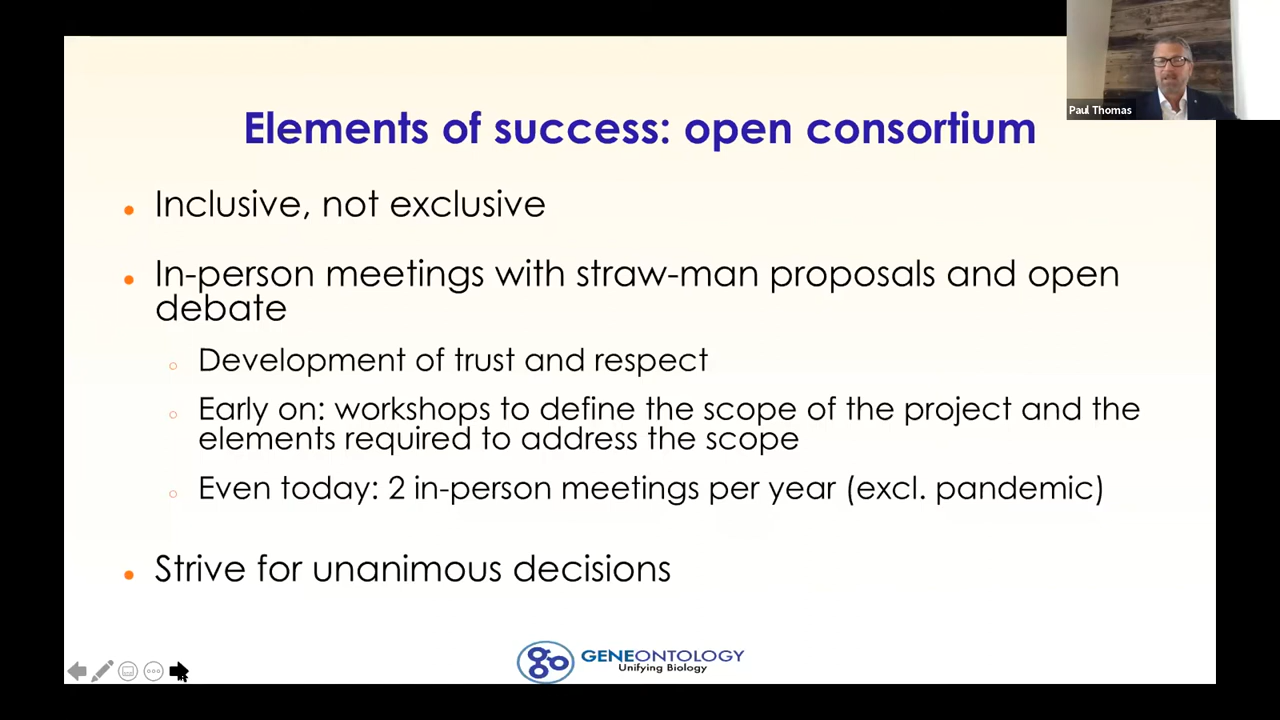 Paul Thomas
Elements of success: open consortium
Inclusive, not exclusive
In-person meetings with straw-man proposals and open
debate
Development of trust and respect
Early on: workshops to define the scope of the project and the
elements required to address the scope
Even today: 2 in-person meetings per year (excl. pandemic)
Strive for unanimous decisions
go
GENEONTOLOGY
Unifying Biology